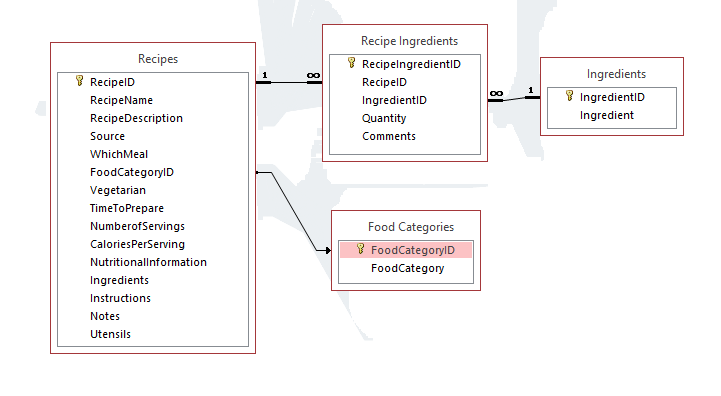 Recipes
RecipeID
RecipeName
RecipeDescription
Source
WhichMeal
FoodCategoryID
Vegetarian
TimeToPrepare
NumberofServings
CaloriesPerServing
NutritionalInformation
Ingredients
Instructions
Notes
Utensils
1
∞
Recipe Ingredients
RecipeIngredientID
RecipeID
IngredientID
Quantity
Comments
∞
1
Ingredients
IngredientID
Ingredient
Food Categories
FoodCategoryID
FoodCategory